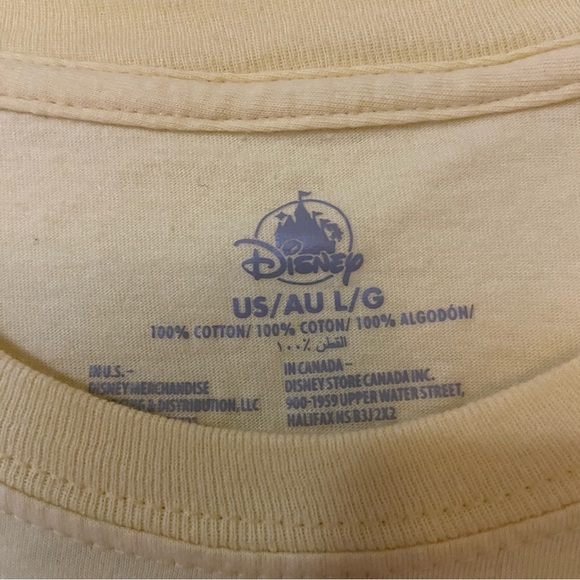 Disney
US/AU L/G
100% COTTON/ 100% COTON/ 100% ALGODÓN/
القطن ٪١٠٠
IN U.S. –
DISNEY MERCHANDISE
& DISTRIBUTION, LLC
IN CANADA –
DISNEY STORE CANADA INC.
900-1959 UPPER WATER STREET,
HALIFAX NS B3J 2X2